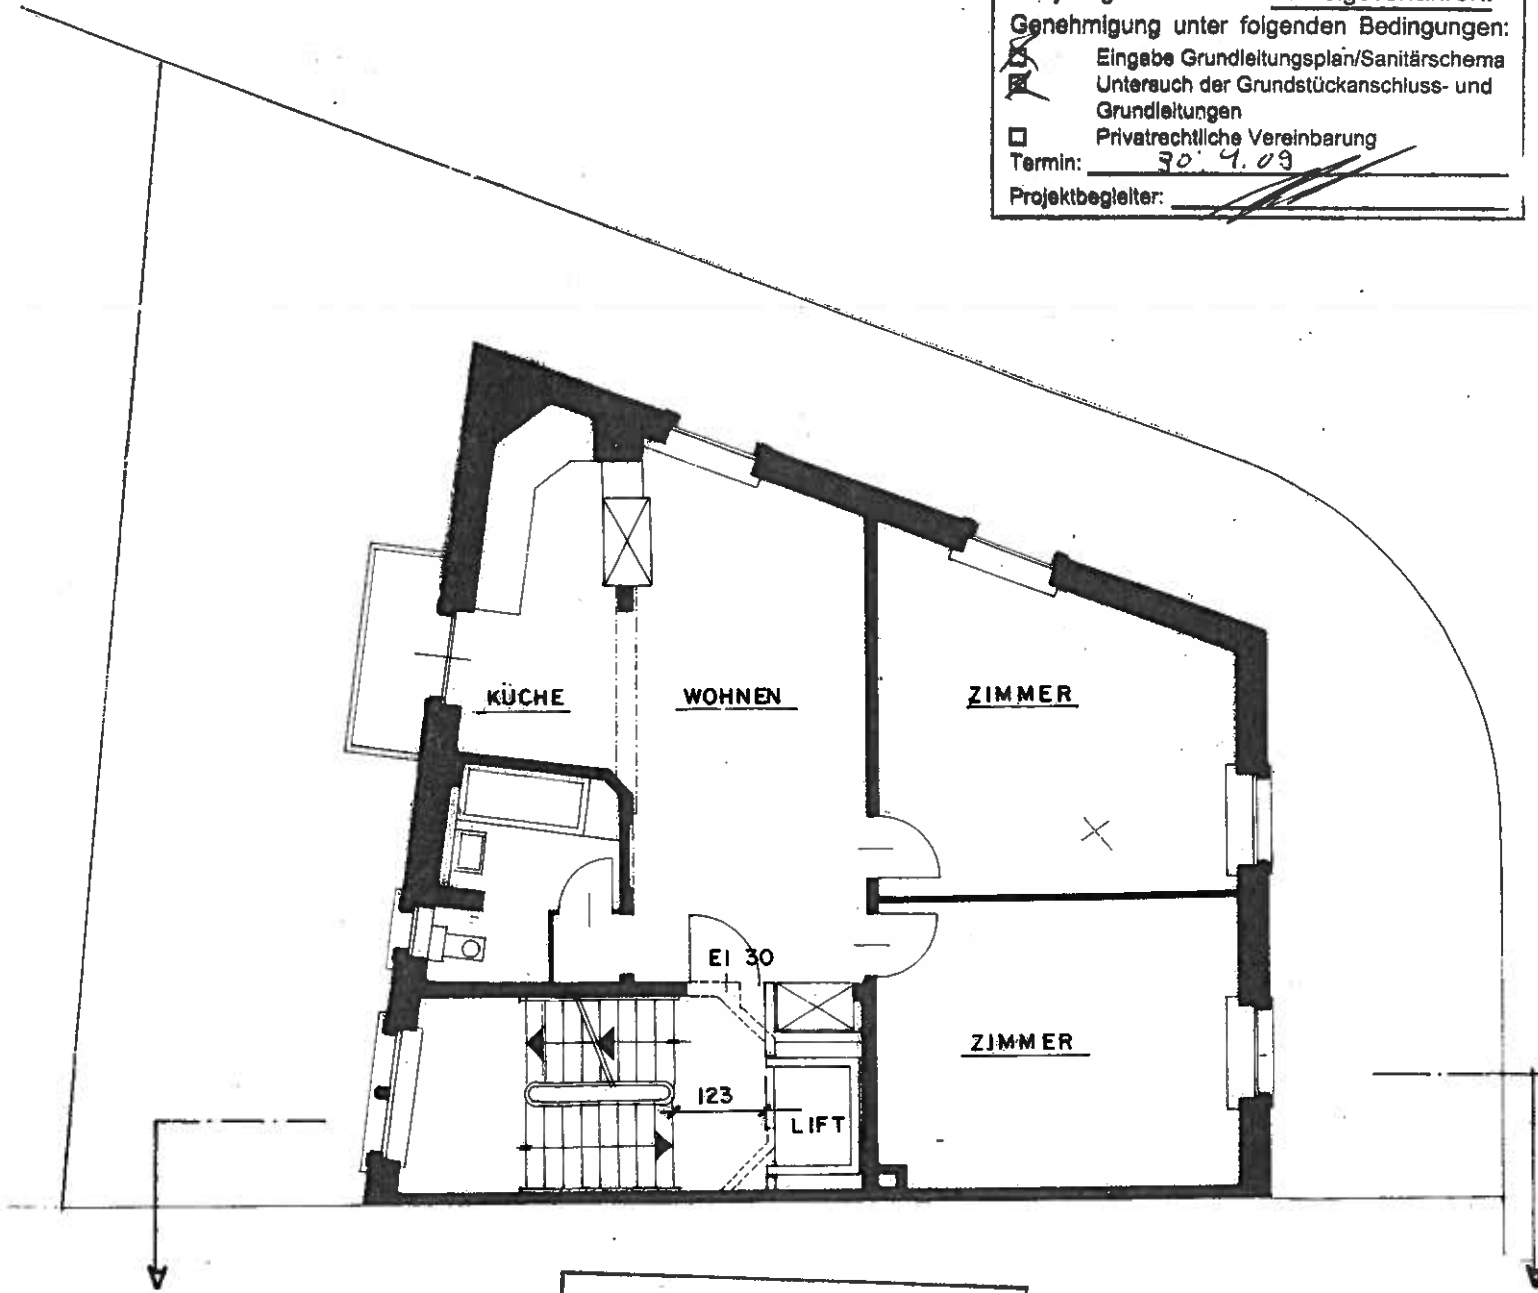 Genehmigung unter folgenden Bedingungen:
Eingabe Grundleitungsplan/Sanitärschema
Untersuch der Grundstückanschluss- und
Grundleitungen
Privatrechtliche Vereinbarung
Termin: 30. 4. 09
Projektbegleiter:
KÜCHE
WOHNEN
ZIMMER
EI 30
ZIMMER
123
LIFT